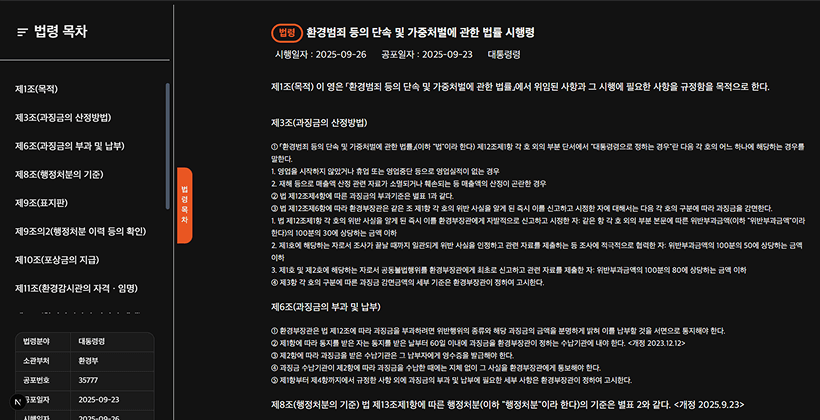 법령 목차
제1조(목적)
제3조(과징금의 산정방법)
제6조(과징금의 부과 및 납부)
제8조(행정처분의 기준)
제9조(표지판)
제9조의2(행정처분 이력 등의 확인)
제10조(포상금의 지급)
제11조(환경감시관의 자격ㆍ임명)
법령분야 대통령령
소관부처 환경부
공포번호 35777
공포일자 2025-09-23
시행일자 2025-09-26
N
법령목차
법령 환경범죄 등의 단속 및 가중처벌에 관한 법률 시행령
시행일자 : 2025-09-26 공포일자 : 2025-09-23 대통령령
제1조(목적) 이 영은 「환경범죄 등의 단속 및 가중처벌에 관한 법률」에서 위임된 사항과 그 시행에 필요한 사항을 규정함을 목적으로 한다.
제3조(과징금의 산정방법)
① 「환경범죄 등의 단속 및 가중처벌에 관한 법률」(이하 "법"이라 한다) 제12조제1항 각 호 외의 부분 단서에서 "대통령령으로 정하는 경우"란 다음 각 호의 어느 하나에 해당하는 경우를
말한다.
1. 영업을 시작하지 않았거나 휴업 또는 영업중단 등으로 영업실적이 없는 경우
2. 재해 등으로 매출액 산정 관련 자료가 소멸되거나 훼손되는 등 매출액의 산정이 곤란한 경우
② 법 제12조제4항에 따른 과징금의 부과기준은 별표 1과 같다.
③ 법 제12조제6항에 따라 환경부장관은 같은 조 제1항 각 호의 위반 사실을 알게 된 즉시 이를 신고하고 시정한 자에 대해서는 다음 각 호의 구분에 따라 과징금을 감면한다.
1. 법 제12조제1항 각 호의 위반 사실을 알게 된 즉시 이를 환경부장관에게 자발적으로 신고하고 시정한 자: 같은 항 각 호 외의 부분 본문에 따른 위반부과금액(이하 "위반부과금액"이라
한다)의 100분의 30에 상당하는 금액 이하
2. 제1호에 해당하는 자로서 조사가 끝날 때까지 일관되게 위반 사실을 인정하고 관련 자료를 제출하는 등 조사에 적극적으로 협력한 자: 위반부과금액의 100분의 50에 상당하는 금액
이하
3. 제1호 및 제2호에 해당하는 자로서 공동불법행위를 환경부장관에게 최초로 신고하고 관련 자료를 제출한 자: 위반부과금액의 100분의 80에 상당하는 금액 이하
④ 제3항 각 호의 구분에 따른 과징금 감면금액의 세부 기준은 환경부장관이 정하여 고시한다.
제6조(과징금의 부과 및 납부)
① 환경부장관은 법 제12조에 따라 과징금을 부과하려면 위반행위의 종류와 해당 과징금의 금액을 분명하게 밝혀 이를 납부할 것을 서면으로 통지해야 한다.
② 제1항에 따라 통지를 받은 자는 통지를 받은 날부터 60일 이내에 과징금을 환경부장관이 정하는 수납기관에 내야 한다. <개정 2023.12.12>
③ 제2항에 따라 과징금을 받은 수납기관은 그 납부자에게 영수증을 발급해야 한다.
④ 과징금 수납기관이 제2항에 따라 과징금을 수납한 때에는 지체 없이 그 사실을 환경부장관에게 통보해야 한다.
⑤ 제1항부터 제4항까지에서 규정한 사항 외에 과징금의 부과 및 납부에 필요한 세부 사항은 환경부장관이 정하여 고시한다.
제8조(행정처분의 기준) 법 제13조제1항에 따른 행정처분(이하 "행정처분"이라 한다)의 기준은 별표 2와 같다. <개정 2025.9.23>